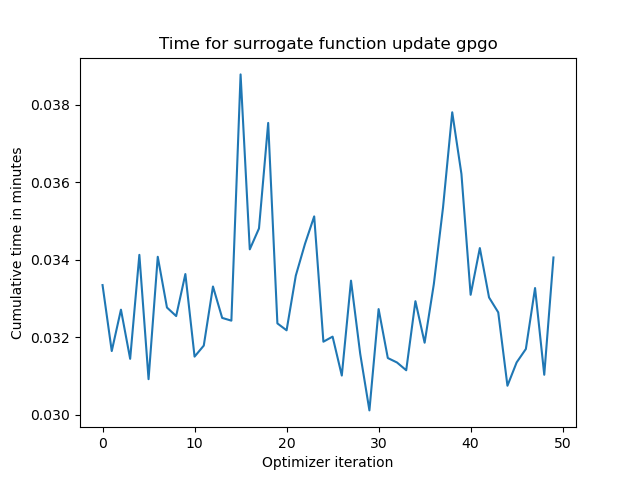 Time for surrogate function update gpgo
Cumulative time in minutes
0.038
0.036
0.034
0.032
0.030
0 10 20 30 40 50
Optimizer iteration